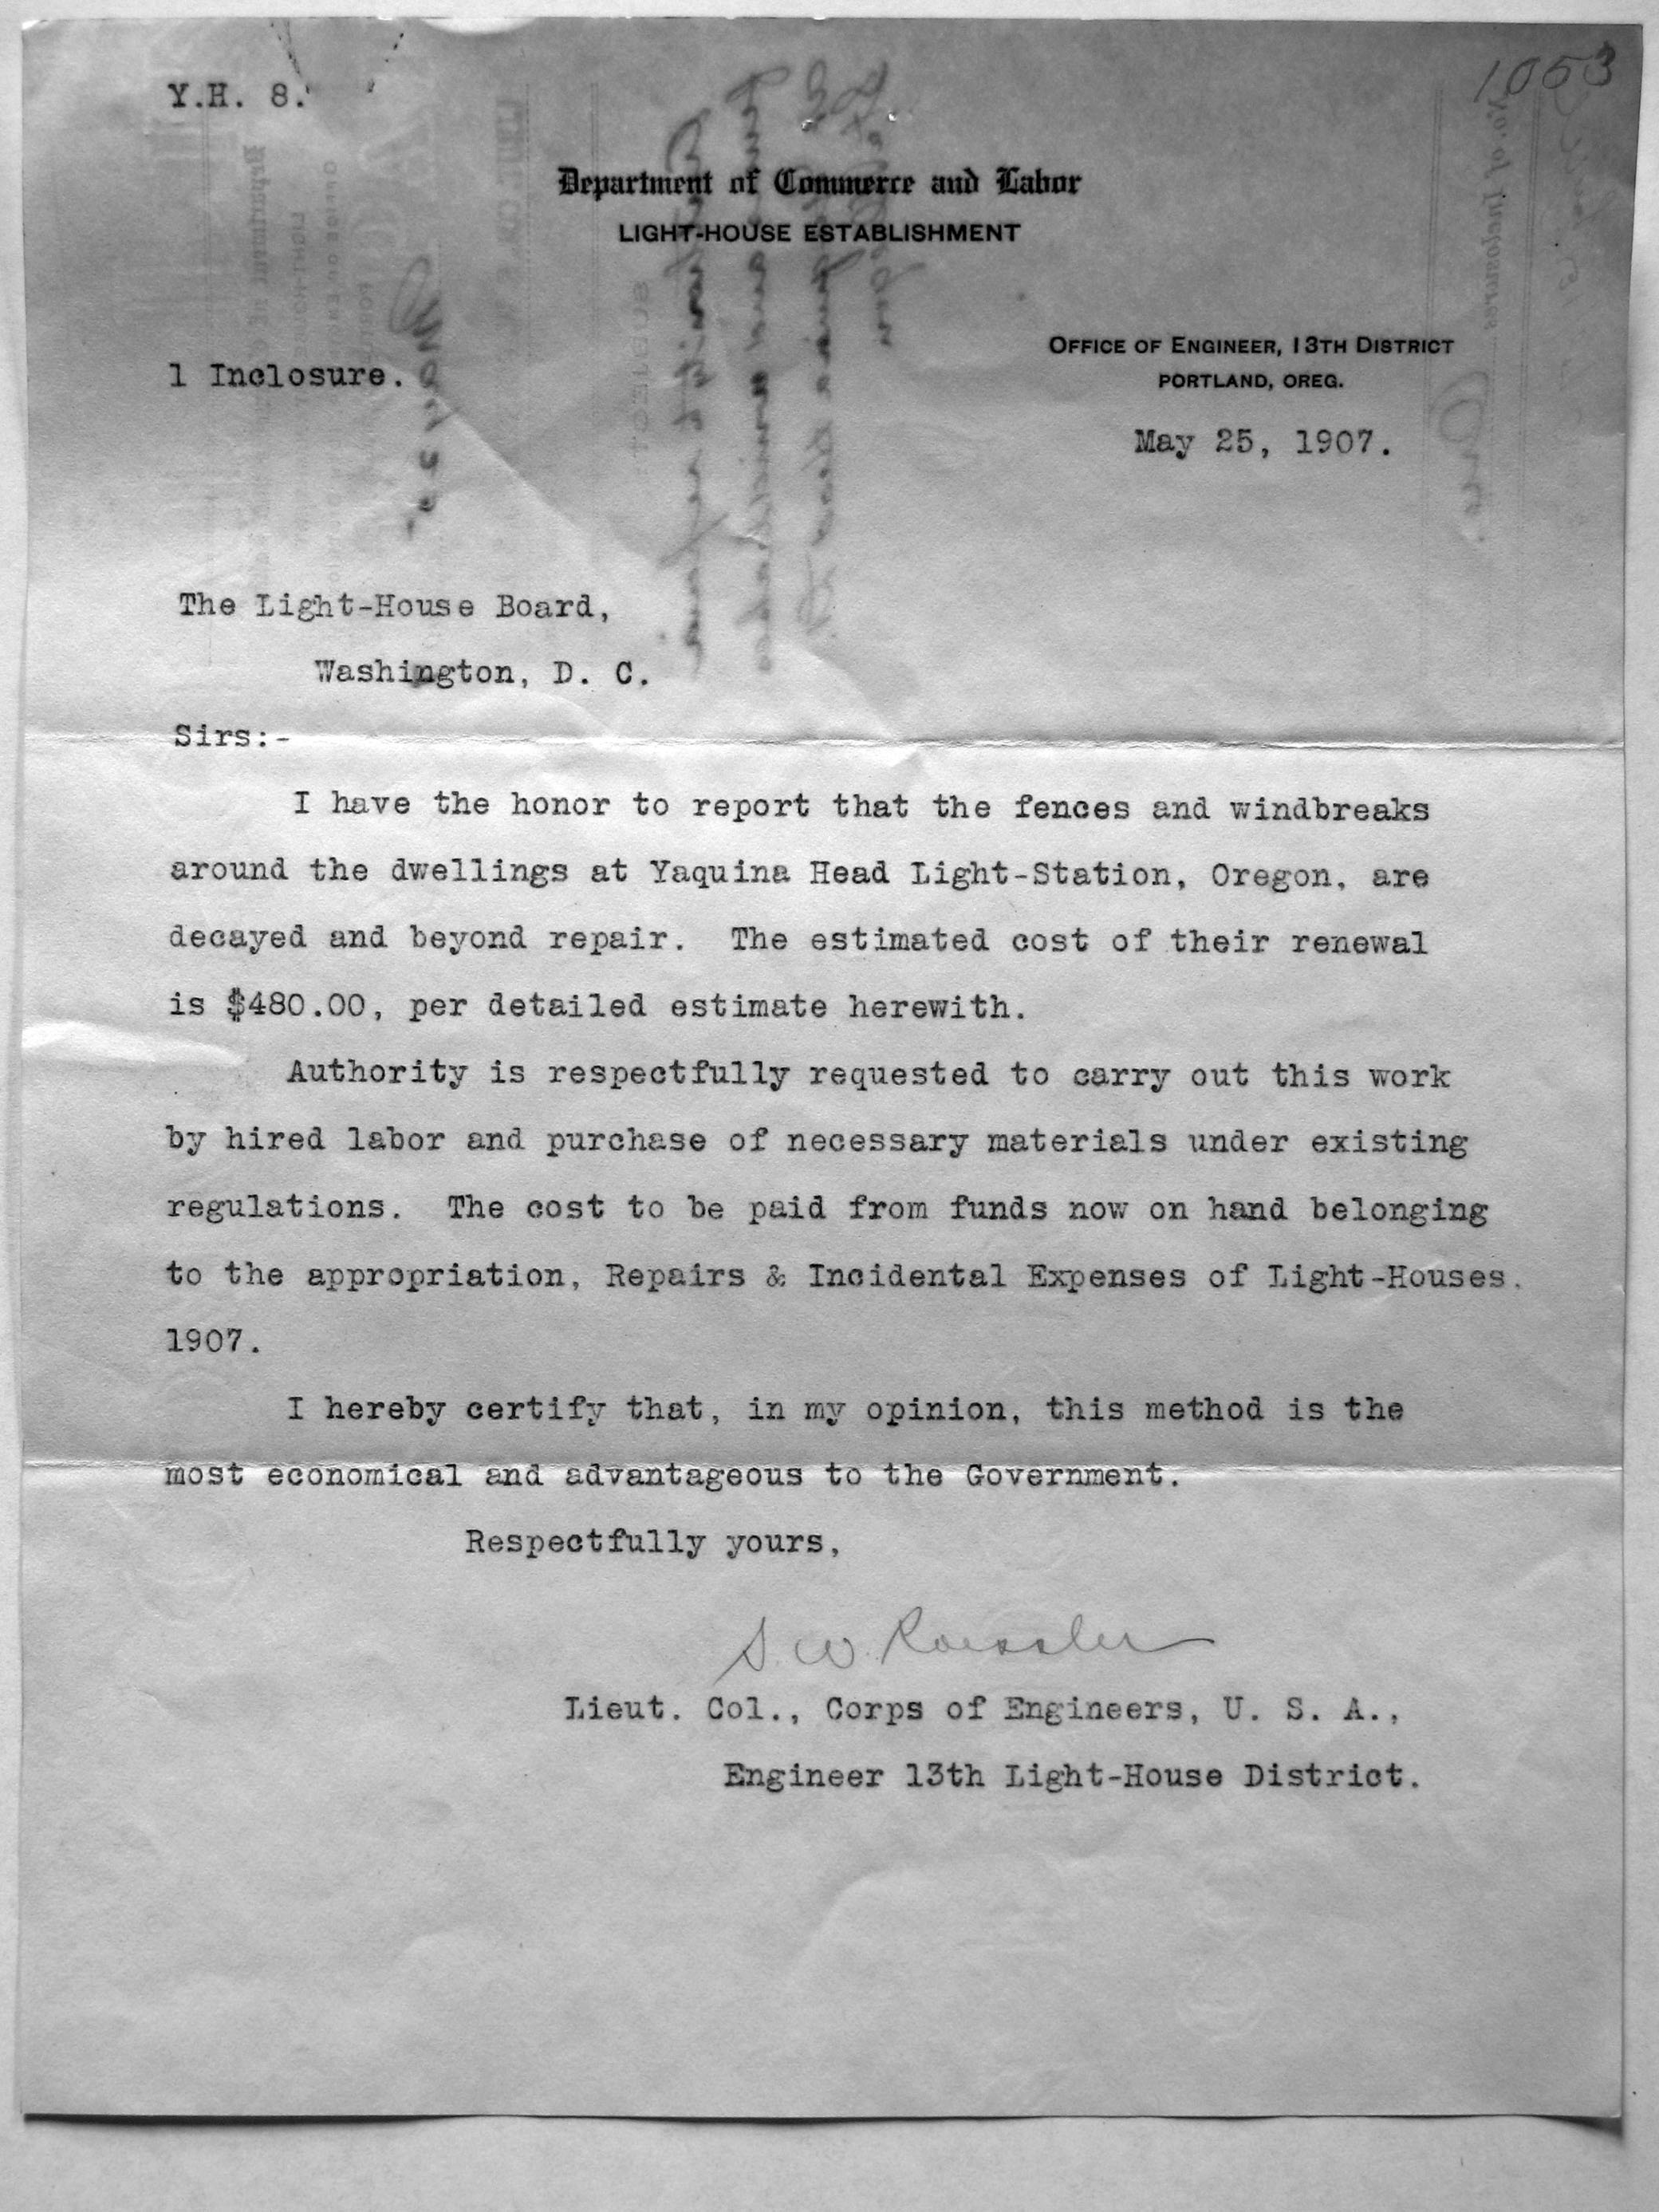 1053
Y.H. 8.
Department of Commerce and Labor
LIGHT-HOUSE ESTABLISHMENT
OFFICE OF ENGINEER, 13TH DISTRICT
PORTLAND, OREG.
1 Inclosure.
May 25, 1907.
The Light-House Board,
Washington, D. C.
Sirs:-
I have the honor to report that the fences and windbreaks
around the dwellings at Yaquina Head Light-Station, Oregon, are
decayed and beyond repair. The estimated cost of their renewal
is $480.00, per detailed estimate herewith.
Authority is respectfully requested to carry out this work
by hired labor and purchase of necessary materials under existing
regulations. The cost to be paid from funds now on hand belonging
to the appropriation, Repairs & Incidental Expenses of Light-Houses.
1907.
I hereby certify that, in my opinion, this method is the
most economical and advantageous to the Government.
Respectfully yours,
S. W. Roessler
Lieut. Col., Corps of Engineers, U. S. A.,
Engineer 13th Light-House District.
No. of Inclosures